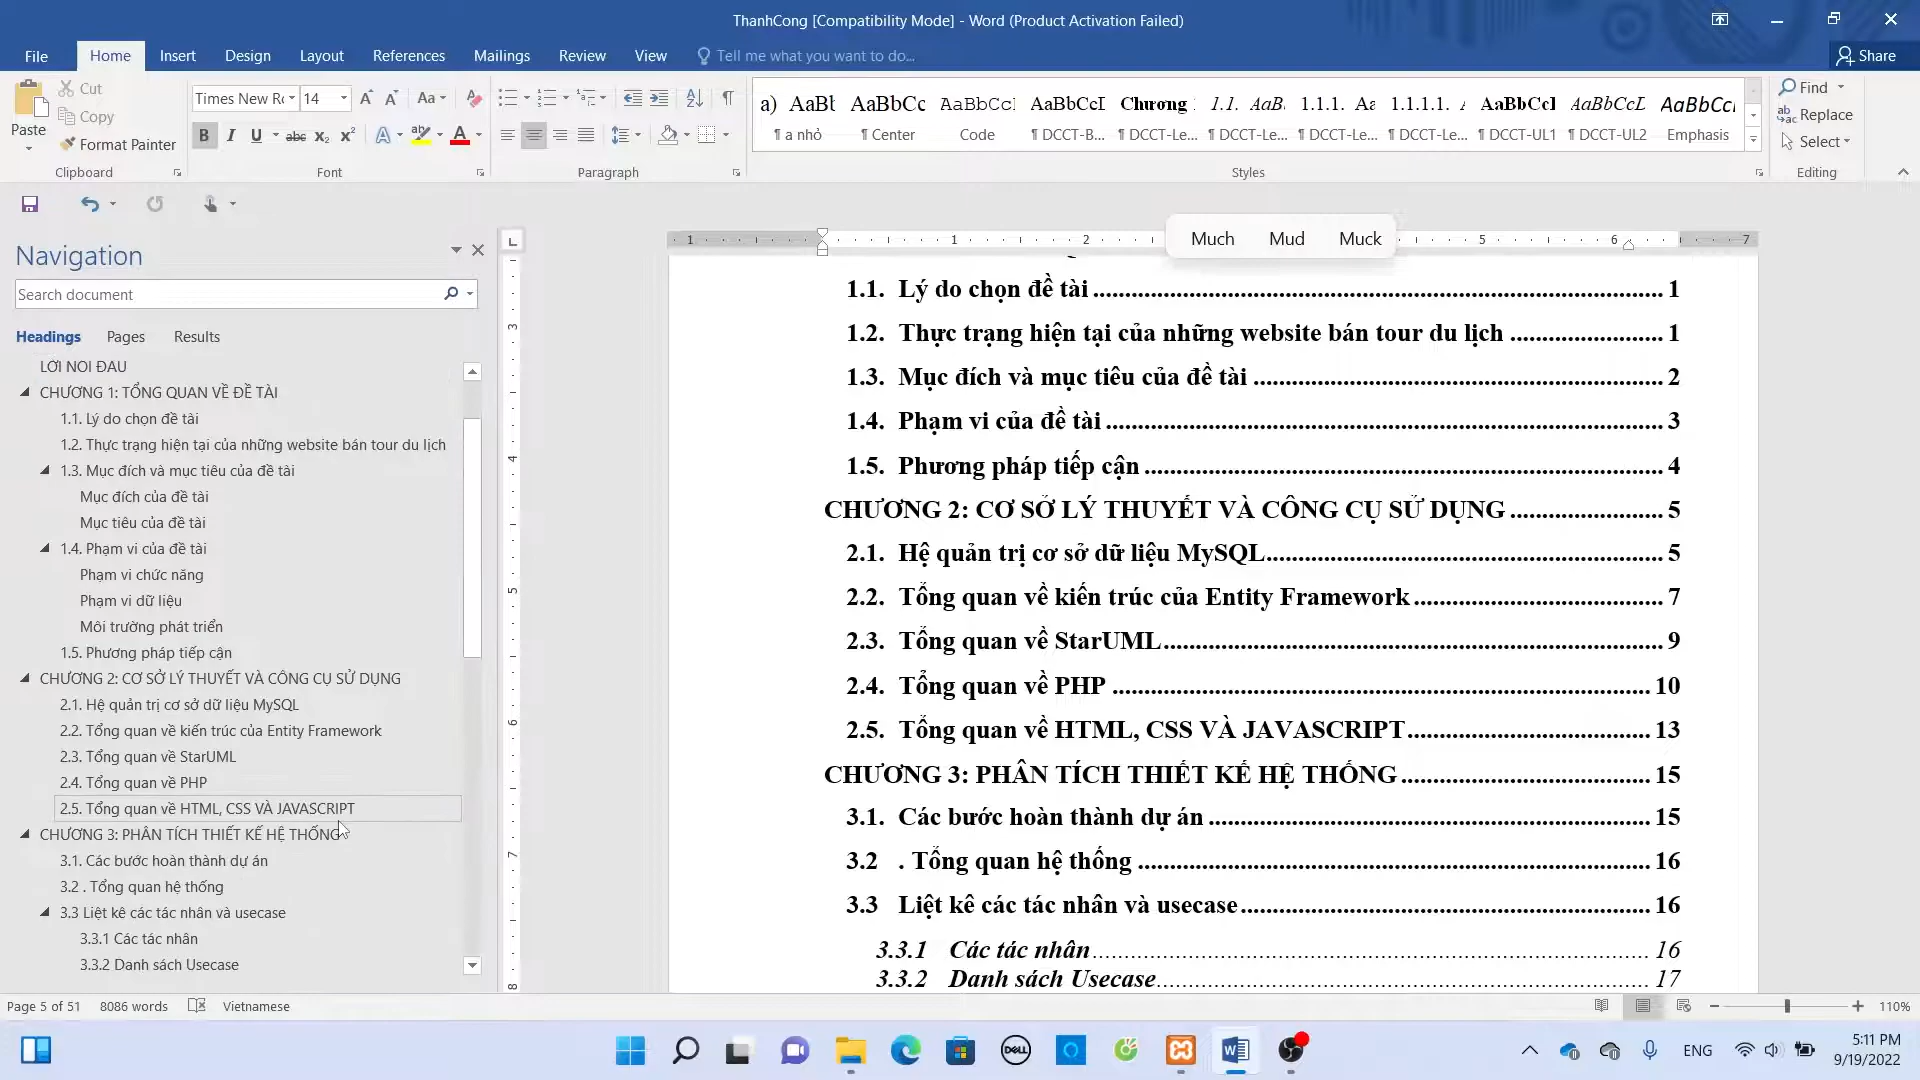 ThanhCong [Compatibility Mode] - Word (Product Activation Failed)
File Home Insert Design Layout References Mailings Review View Tell me what you want to do... Share
Paste
Cut
Copy
Format Painter
Clipboard
Times New Ro 14
Font
Paragraph
a) AaBb AaBbCc AaBbCcl AaBbCcD Chương 1.1. AaB. 1.1.1. Aa 1.1.1.1. A AaBbCcl AaBbCcD AaBbCcl
¶ a nhỏ ¶ Center Code ¶ DCCT-B... ¶ DCCT-Le... ¶ DCCT-Le... ¶ DCCT-Le... ¶ DCCT-Le... ¶ DCCT-UL1 ¶ DCCT-UL2 Emphasis
Styles
Find
Replace
Select
Editing
Navigation
Search document
Headings Pages Results
LỜI NÓI ĐẦU
CHƯƠNG 1: TỔNG QUAN VỀ ĐỀ TÀI
1.1. Lý do chọn đề tài
1.2. Thực trạng hiện tại của những website bán tour du lịch
1.3. Mục đích và mục tiêu của đề tài
Mục đích của đề tài
Mục tiêu của đề tài
1.4. Phạm vi của đề tài
Phạm vi chức năng
Phạm vi dữ liệu
Môi trường phát triển
1.5. Phương pháp tiếp cận
CHƯƠNG 2: CƠ SỞ LÝ THUYẾT VÀ CÔNG CỤ SỬ DỤNG
2.1. Hệ quản trị cơ sở dữ liệu MySQL
2.2. Tổng quan về kiến trúc của Entity Framework
2.3. Tổng quan về StarUML
2.4. Tổng quan về PHP
2.5. Tổng quan về HTML, CSS VÀ JAVASCRIPT
CHƯƠNG 3: PHÂN TÍCH THIẾT KẾ HỆ THỐNG
3.1. Các bước hoàn thành dự án
3.2 . Tổng quan hệ thống
3.3 Liệt kê các tác nhân và usecase
3.3.1 Các tác nhân
3.3.2 Danh sách Usecase
Much Mud Muck
1 1 2 5 6 7
3
4
5
6
7
8
1.1. Lý do chọn đề tài 1
1.2. Thực trạng hiện tại của những website bán tour du lịch 1
1.3. Mục đích và mục tiêu của đề tài 2
1.4. Phạm vi của đề tài 3
1.5. Phương pháp tiếp cận 4
CHƯƠNG 2: CƠ SỞ LÝ THUYẾT VÀ CÔNG CỤ SỬ DỤNG 5
2.1. Hệ quản trị cơ sở dữ liệu MySQL 5
2.2. Tổng quan về kiến trúc của Entity Framework 7
2.3. Tổng quan về StarUML 9
2.4. Tổng quan về PHP 10
2.5. Tổng quan về HTML, CSS VÀ JAVASCRIPT 13
CHƯƠNG 3: PHÂN TÍCH THIẾT KẾ HỆ THỐNG 15
3.1. Các bước hoàn thành dự án 15
3.2 . Tổng quan hệ thống 16
3.3 Liệt kê các tác nhân và usecase 16
3.3.1 Các tác nhân 16
3.3.2 Danh sách Usecase 17
Page 5 of 51 8086 words Vietnamese 110%
DELL
ENG
5:11 PM
9/19/2022